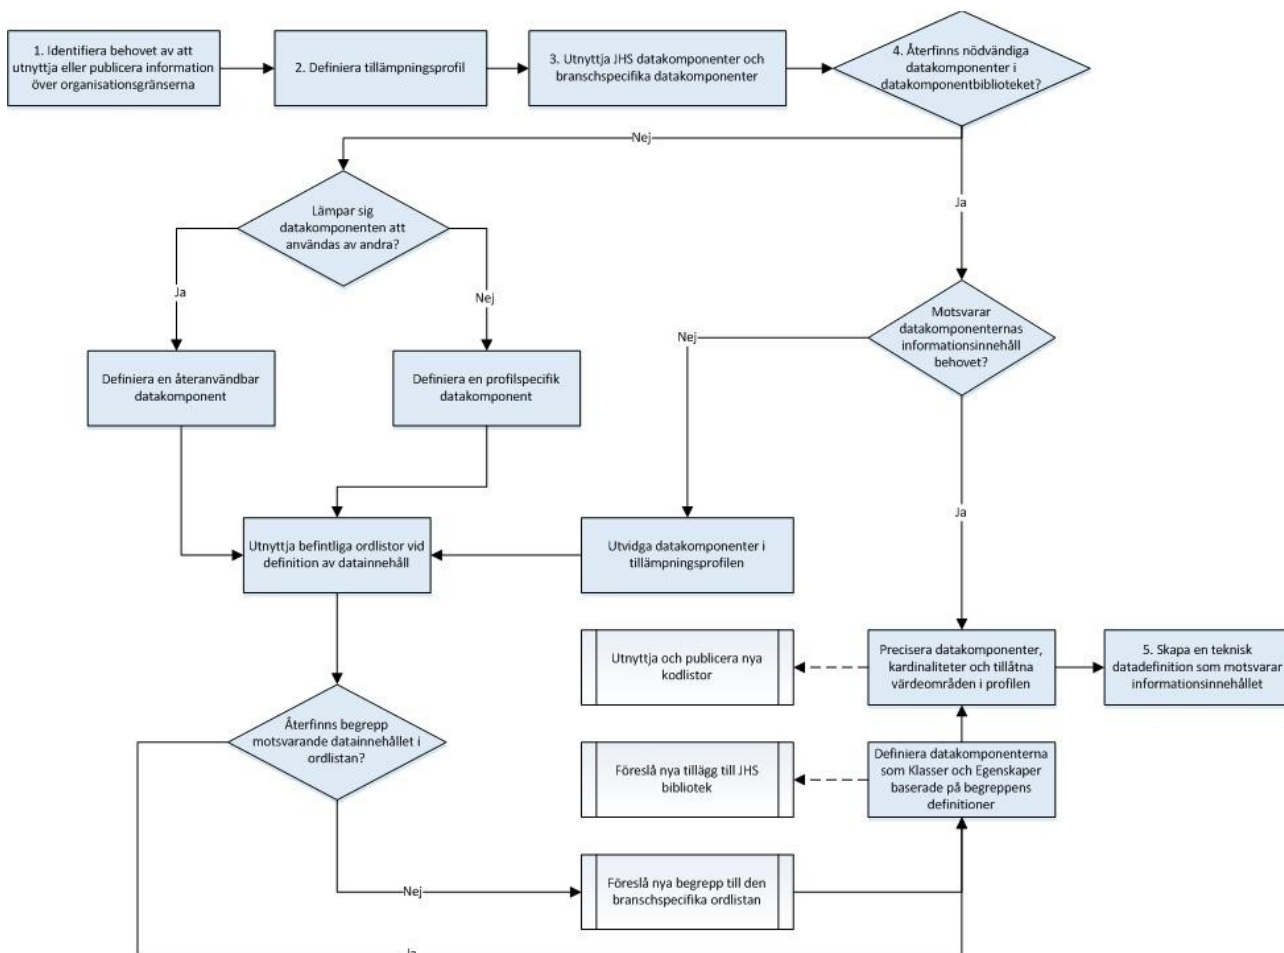 1. Identifiera behovet av att
utnyttja eller publicera information
över organisationsgränserna
2. Definiera tillämpningsprofil
3. Utnyttja JHS datakomponenter och
branschspecifika datakomponenter
4. Återfinns nödvändiga
datakomponenter i
datakomponentbiblioteket?
Nej
Ja
Lämpar sig
datakomponenten att
användas av andra?
Ja
Nej
Motsvarar
datakomponenternas
informationsinnehåll
behovet?
Nej
Ja
Definiera en återanvändbar
datakomponent
Definiera en profilspecifik
datakomponent
Utnyttja befintliga ordlistor vid
definition av datainnehåll
Utvidga datakomponenter i
tillämpningsprofilen
Utnyttja och publicera nya
kodlistor
Precisera datakomponenter,
kardinaliteter och tillåtna
värdeområden i profilen
5. Skapa en teknisk
datadefinition som motsvarar
informationsinnehållet
Återfinns begrepp
motsvarande datainnehållet i
ordlistan?
Föreslå nya tillägg till JHS
bibliotek
Definiera datakomponenterna
som Klasser och Egenskaper
baserade på begreppens
definitioner
Nej
Föreslå nya begrepp till den
branschspecifika ordlistan
Ja